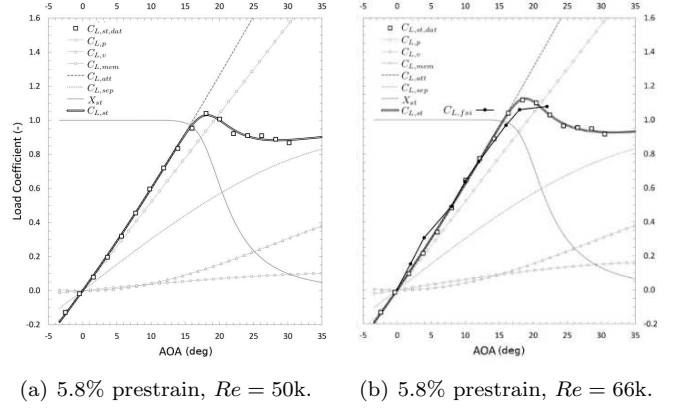 1.6
1.4
1.2
1.0
0.8
0.6
0.4
0.2
0.0
-0.2
Load Coefficient (-)
C_{L,st,dat}
C_{L,p}
C_{L,v}
C_{L,mem}
C_{L,att}
C_{L,sep}
X_{st}
C_{L,st}
-5 0 5 10 15 20 25 30 35
AOA (deg)
C_{L,st,dat}
C_{L,p}
C_{L,v}
C_{L,mem}
C_{L,att}
C_{L,sep}
X_{st}
C_{L,st}
C_{L,fsi}
1.6
1.4
1.2
1.0
0.8
0.6
0.4
0.2
0.0
-0.2
-5 0 5 10 15 20 25 30 35
AOA (deg)
(a) 5.8% prestrain, Re = 50k.
(b) 5.8% prestrain, Re = 66k.